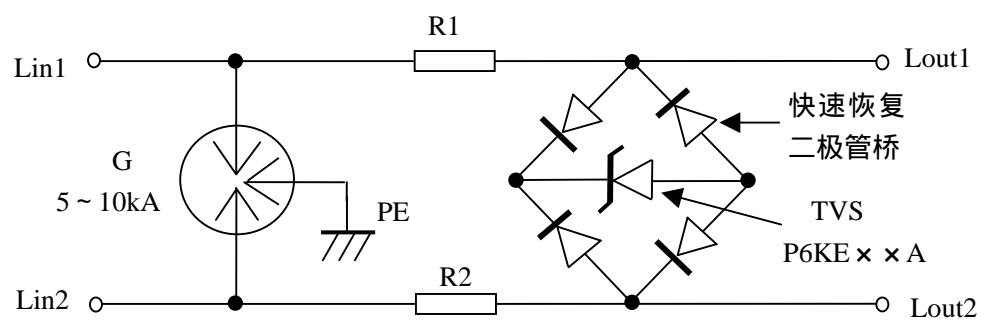 R1
Lin1
Lout1
快速恢复
二极管桥
G
5～10kA
PE
TVS
P6KE××A
R2
Lin2
Lout2